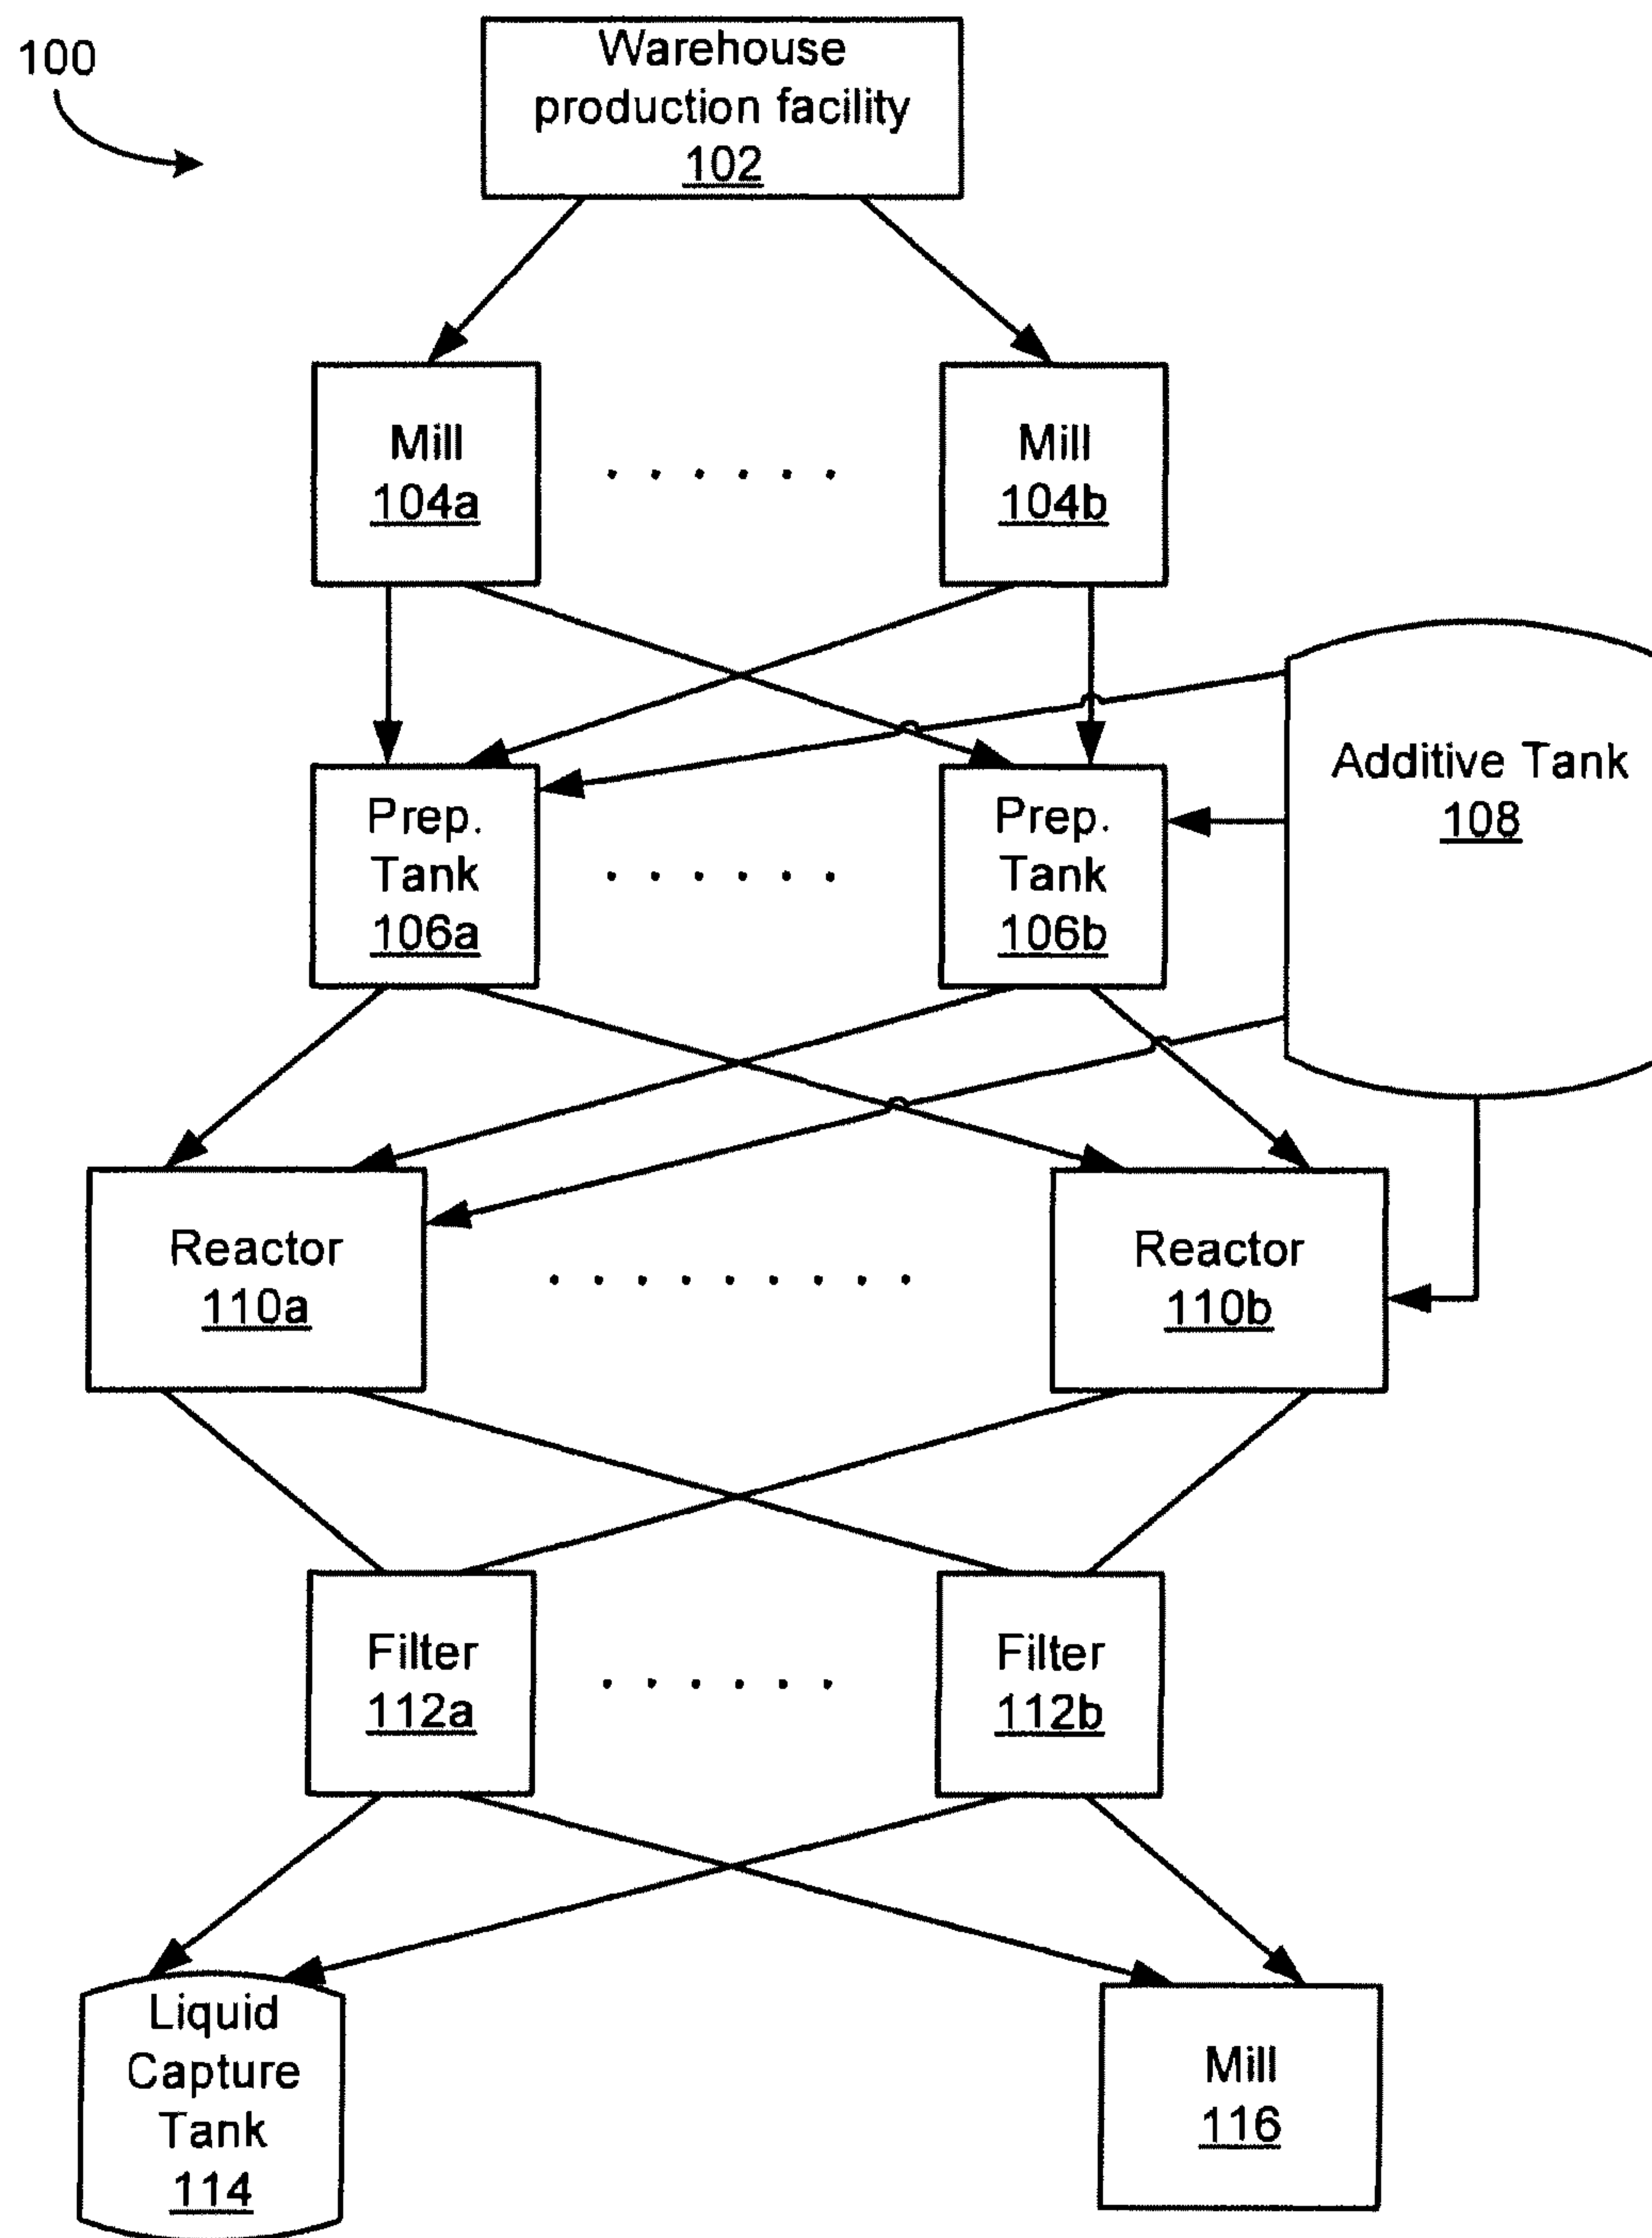 100
Warehouse
production facility
102
Mill
104a
Mill
104b
Prep.
Tank
106a
Prep.
Tank
106b
Additive Tank
108
Reactor
110a
Reactor
110b
Filter
112a
Filter
112b
Liquid
Capture
Tank
114
Mill
116